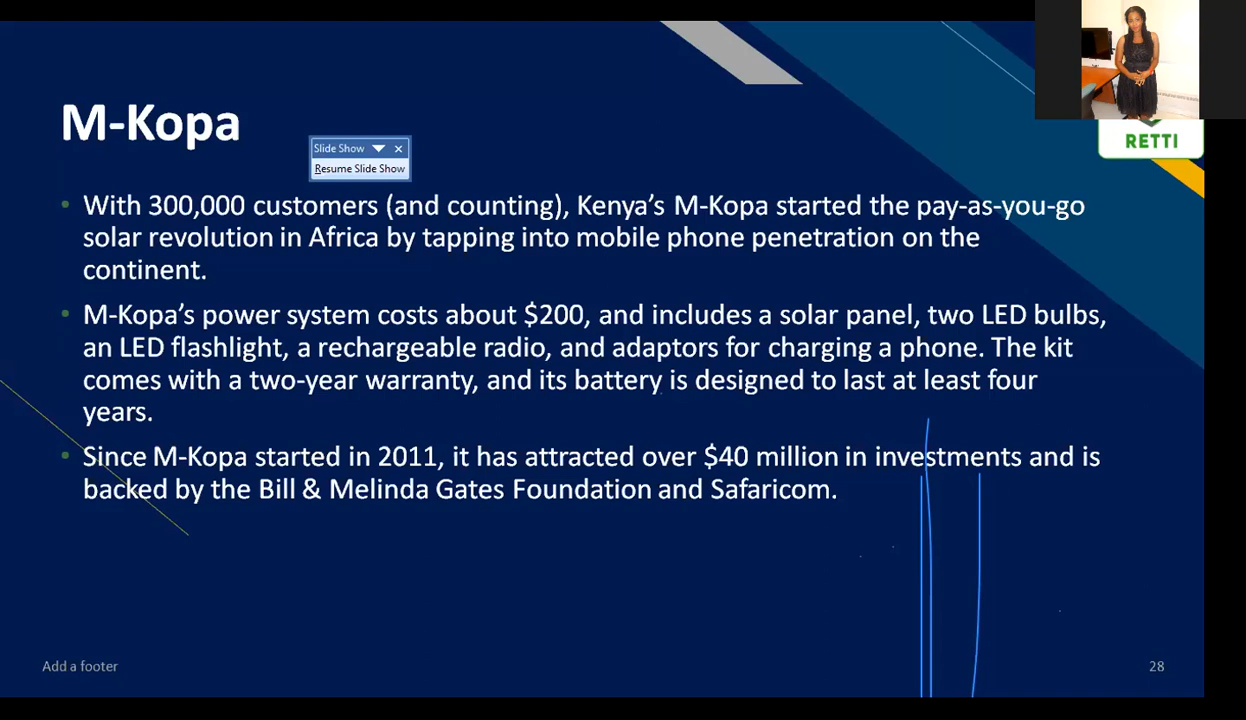 M-Kopa
Slide Show
Resume Slide Show
RETTI
• With 300,000 customers (and counting), Kenya’s M-Kopa started the pay-as-you-go
solar revolution in Africa by tapping into mobile phone penetration on the
continent.
• M-Kopa’s power system costs about $200, and includes a solar panel, two LED bulbs,
an LED flashlight, a rechargeable radio, and adaptors for charging a phone. The kit
comes with a two-year warranty, and its battery is designed to last at least four
years.
• Since M-Kopa started in 2011, it has attracted over $40 million in investments and is
backed by the Bill & Melinda Gates Foundation and Safaricom.
Add a footer
28